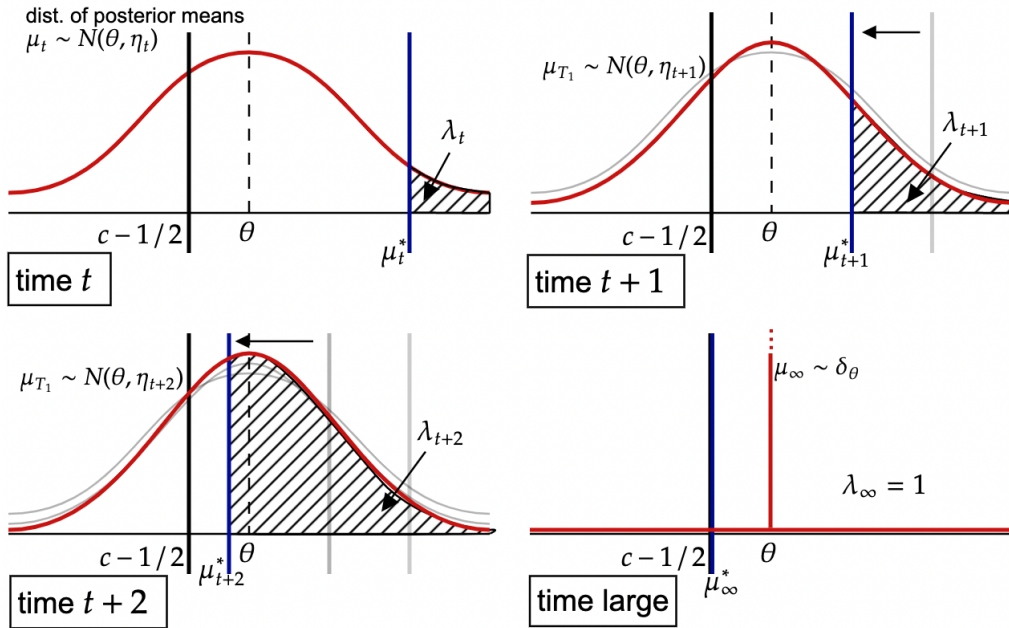 dist. of posterior means
μ_t ~ N(θ, η_t)
λ_t
c − 1/2
θ
μ*_t
time t
μ_{T_1} ~ N(θ, η_{t+1})
λ_{t+1}
c − 1/2
θ
μ*_{t+1}
time t + 1
μ_{T_1} ~ N(θ, η_{t+2})
λ_{t+2}
c − 1/2
μ*_{t+2}
θ
time t + 2
μ_∞ ~ δ_θ
λ_∞ = 1
c − 1/2
μ*_∞
θ
time large